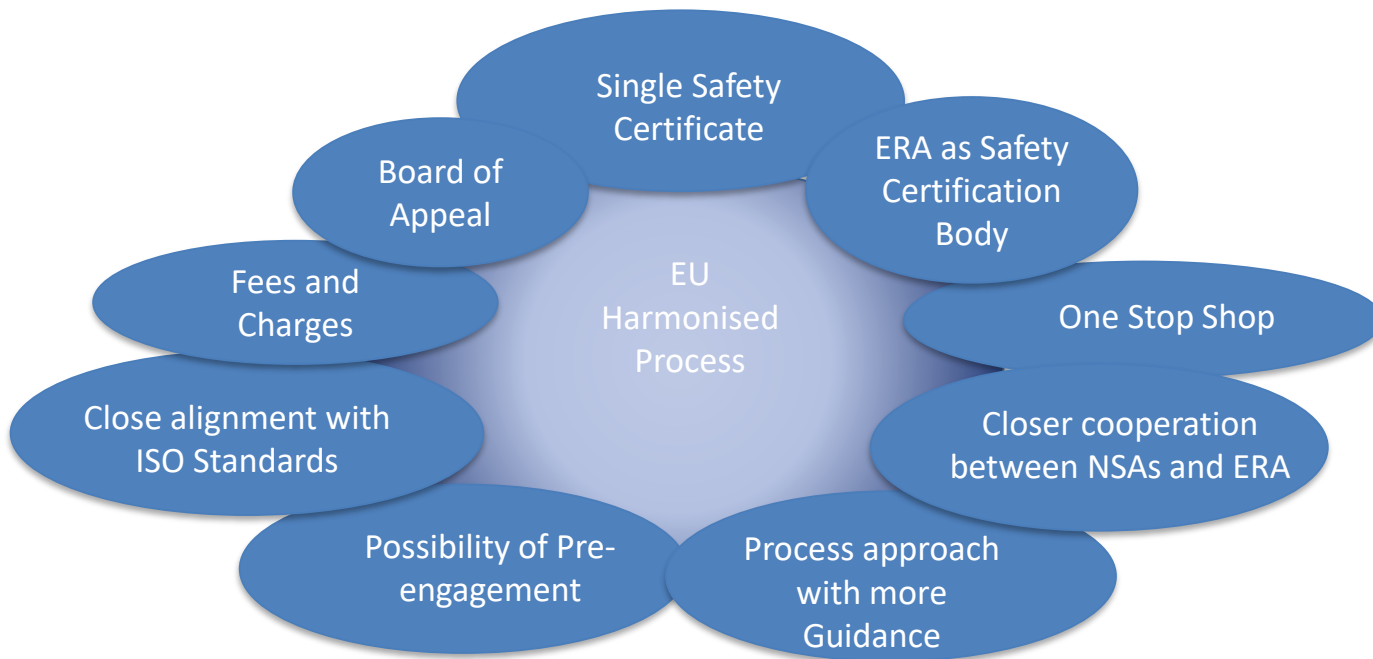 Single Safety
Certificate
ERA as Safety
Certification
Body
One Stop Shop
Closer cooperation
between NSAs and ERA
Process approach
with more
Guidance
Possibility of Pre-
engagement
Close alignment with
ISO Standards
Fees and
Charges
Board of
Appeal
EU
Harmonised
Process